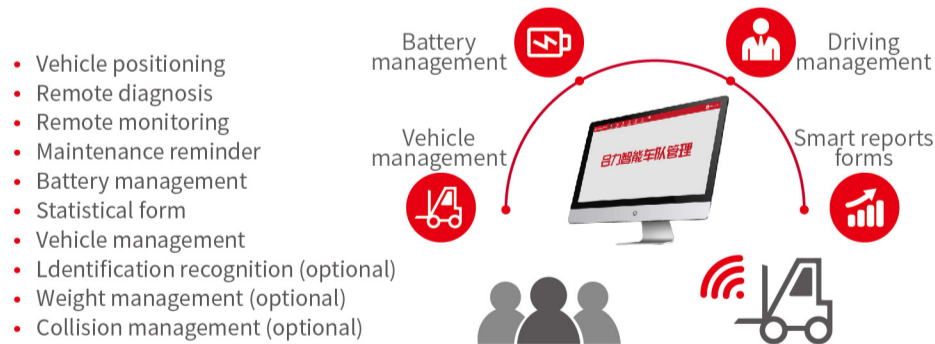 Vehicle positioning
Remote diagnosis
Remote monitoring
Maintenance reminder
Battery management
Statistical form
Vehicle management
Ldentification recognition (optional)
Weight management (optional)
Collision management (optional)
Battery
management
Driving
management
Vehicle
management
Smart reports
forms
合力智能车队管理